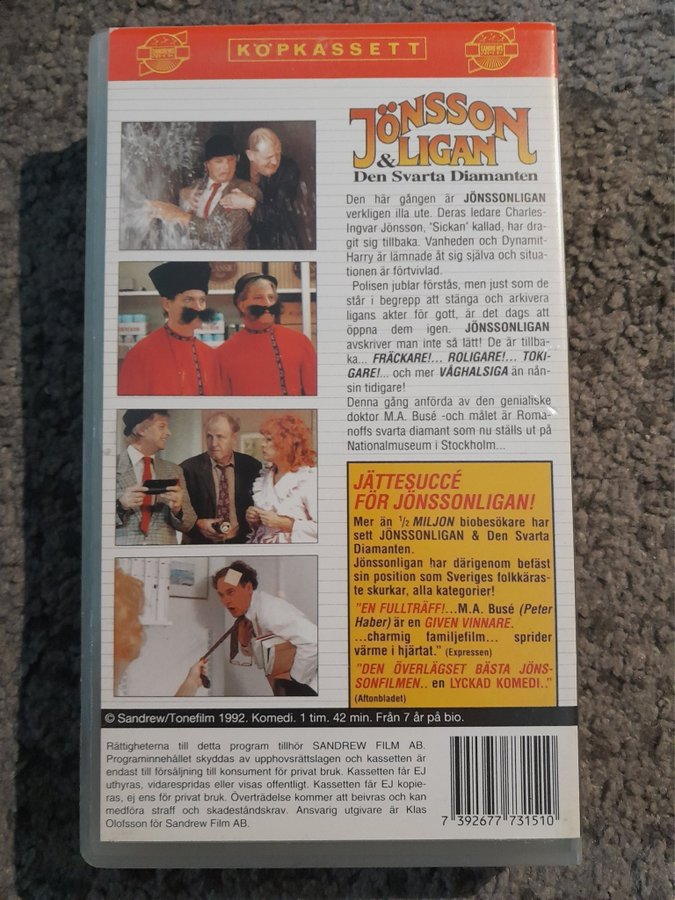 KÖPKASSETT
JÖNSSON
& LIGAN
Den Svarta Diamanten
Den här gången är JÖNSSONLIGAN
verkligen illa ute. Deras ledare Charles-
Ingvar Jönsson, "Sickan" kallad, har dra-
git sig tillbaka. Vanheden och Dynamit-
Harry är lämnade åt sig själva och situa-
tionen är förtvivlad.
Polisen jublar förstås, men just som de
står i begrepp att stänga och arkivera
ligans akter för gott, är det dags att
öppna dem igen. JÖNSSONLIGAN
avskriver man inte så lätt! De är tillba-
ka... FRÄCKARE!... ROLIGARE!... TOKI-
GARE!... och mer VÅGHALSIGA än nån-
sin tidigare!
Denna gång anförda av den genialiske
doktor M.A. Busé -och målet är Roma-
noffs svarta diamant som nu ställs ut på
Nationalmuseum i Stockholm...
JÄTTESUCCÉ
FÖR JÖNSSONLIGAN!
Mer än ½ MILJON biobesökare har
sett JÖNSSONLIGAN & Den Svarta
Diamanten.
Jönssonligan har därigenom befäst
sin position som Sveriges folkkäras-
te skurkar, alla kategorier!
"EN FULLTRÄFF!...M.A. Busé (Peter
Haber) är en GIVEN VINNARE.
...charmig familjefilm... sprider
värme i hjärtat." (Expressen)
"DEN ÖVERLÄGSET BÄSTA JÖNS-
SONFILMEN.. en LYCKAD KOMEDI.."
(Aftonbladet)
© Sandrew/Tonefilm 1992. Komedi. 1 tim. 42 min. Från 7 år på bio.
Rättigheterna till detta program tillhör SANDREW FILM AB.
Programinnehållet skyddas av upphovsrättslagen och kassetten är
endast till försäljning till konsument för privat bruk. Kassetten får EJ
uthyras, vidarespridas eller visas offentligt. Kassetten får EJ kopie-
ras, ej ens för privat bruk. Överträdelse kommer att beivras och kan
medföra straff och skadeståndskrav. Ansvarig utgivare är Klas
Olofsson för Sandrew Film AB.
7 392677 731510